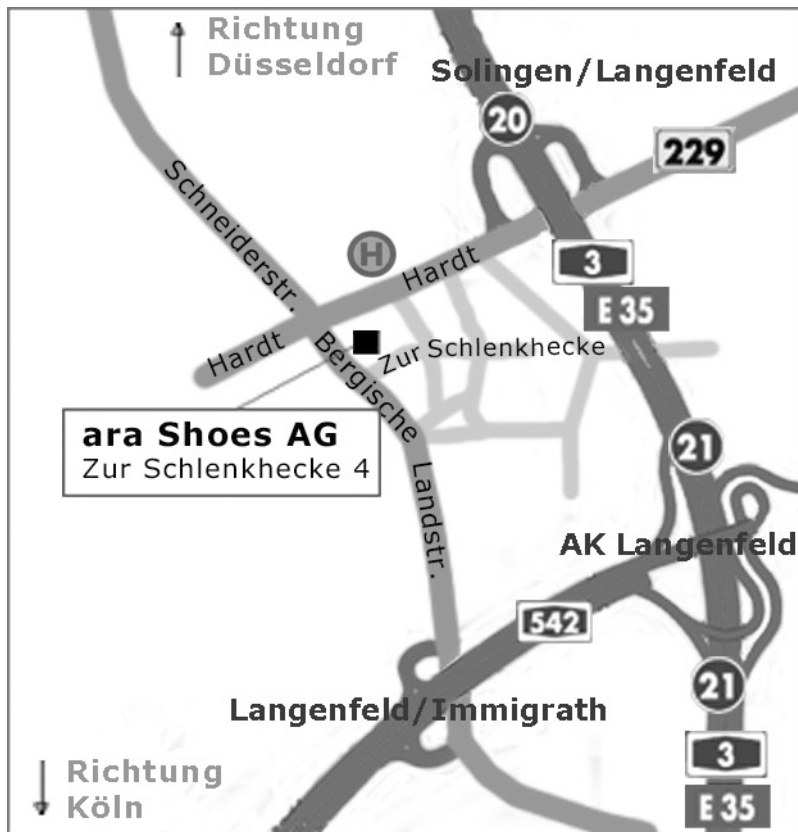 Richtung
Düsseldorf
Solingen/Langenfeld
20
229
Schneiderstr.
H
Hardt
3
E 35
Hardt
Zur Schlenkhecke
Bergische Landstr.
ara Shoes AG
Zur Schlenkhecke 4
21
AK Langenfeld
542
21
Langenfeld/Immigrath
3
Richtung
Köln
E 35